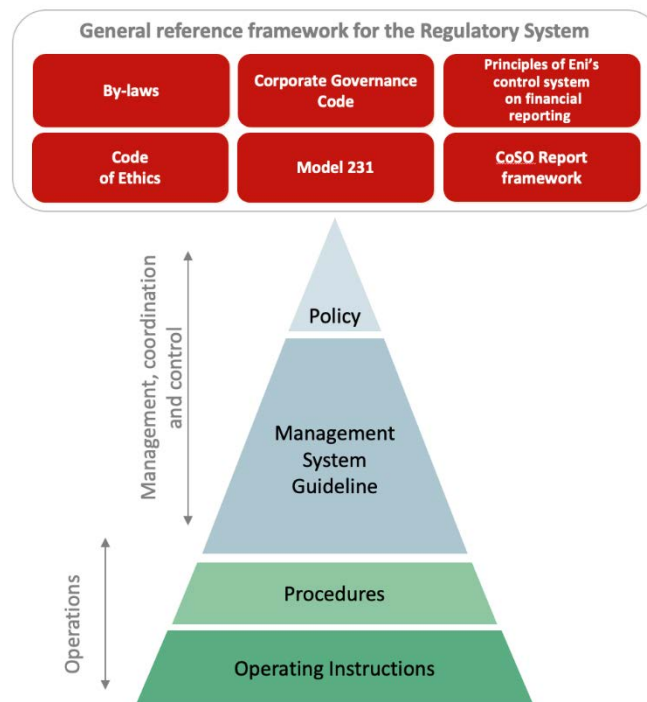 General reference framework for the Regulatory System
By-laws
Corporate Governance
Code
Principles of Eni's
control system
on financial
reporting
Code
of Ethics
Model 231
CoSO Report
framework
Management, coordination
and control
Policy
Management
System
Guideline
Operations
Procedures
Operating Instructions